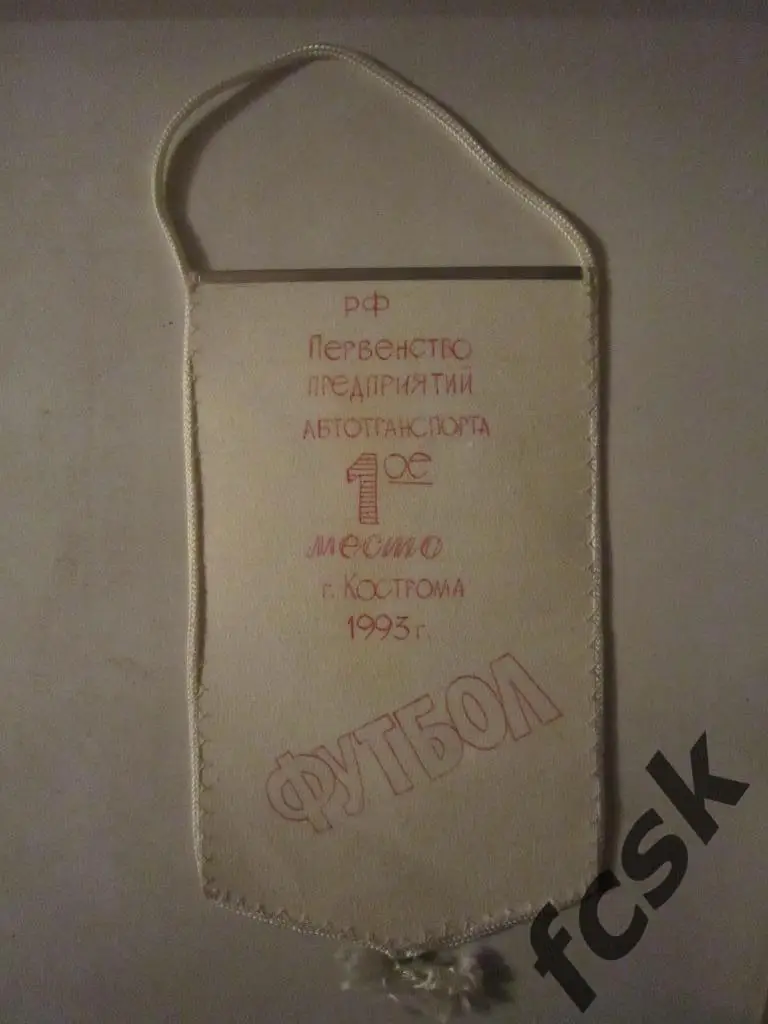 РФ
Первенство
предприятий
автотранспорта
1ое
место
г. Кострома
1993 г.
ФУТБОЛ
fcsk